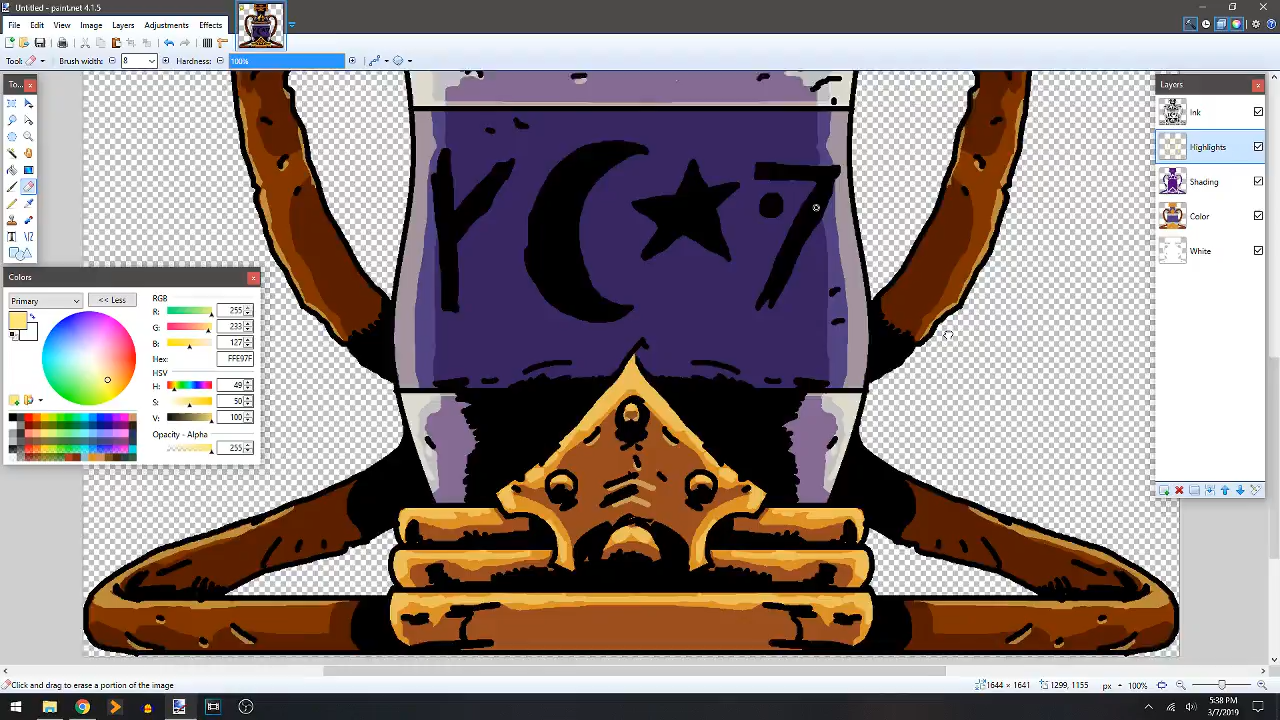 Untitled - paint.net 4.1.5
File Edit View Image Layers Adjustments Effects
Tool: Brush width: 8 Hardness: 100%
To...
Layers
Ink
Highlights
Shading
Color
White
Colors
Primary
<< Less
RGB
R: 255
G: 233
B: 127
Hex: FFE97F
HSV
H: 49
S: 50
V: 100
Opacity - Alpha
255
7
Click and drag to erase a portion of the image
1644 × 1641
1299, 1155
px
100%
5:38 PM
3/7/2019